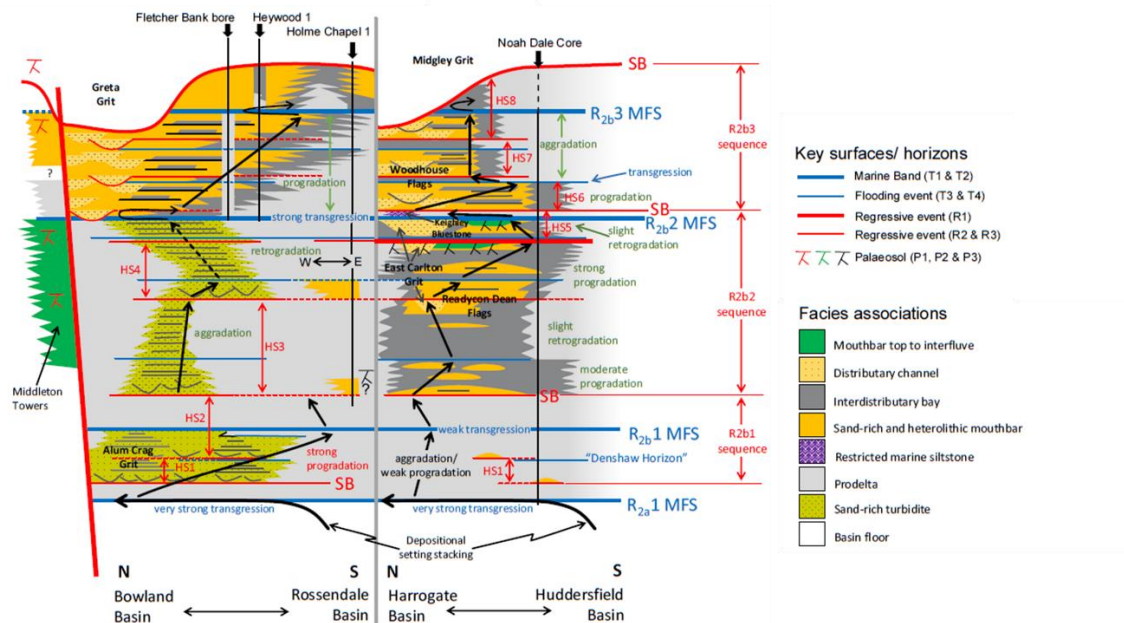 Fletcher Bank bore
Heywood 1
Holme Chapel 1
Noah Dale Core
Midgley Grit
Greta
Grit
SB
HS8
R2b3 MFS
aggradation
R2b3
sequence
HS7
Woodhouse
Flags
transgression
progradation
HS6
progradation
?
strong transgression
SB
R2b2 MFS
Keighley
Bluestone
HS5
slight
retrogradation
retrogradation
W
E
HS4
East Carlton
Grit
strong
progradation
Readycon Dean
Flags
R2b2
sequence
aggradation
HS3
slight
retrogradation
moderate
progradation
Middleton
Towers
?
SB
HS2
weak transgression
R2b1 MFS
R2b1
sequence
Alum Crag
Grit
HS1
strong
progradation
aggradation/
weak progradation
HS1
"Denshaw Horizon"
SB
very strong transgression
very strong transgression
R2a1 MFS
Depositional
setting stacking
N
S
N
S
Bowland
Basin
Rossendale
Basin
Harrogate
Basin
Huddersfield
Basin
Key surfaces/ horizons
Marine Band (T1 & T2)
Flooding event (T3 & T4)
Regressive event (R1)
Regressive event (R2 & R3)
Palaeosol (P1, P2 & P3)
Facies associations
Mouthbar top to interfluve
Distributary channel
Interdistributary bay
Sand-rich and heterolithic mouthbar
Restricted marine siltstone
Prodelta
Sand-rich turbidite
Basin floor